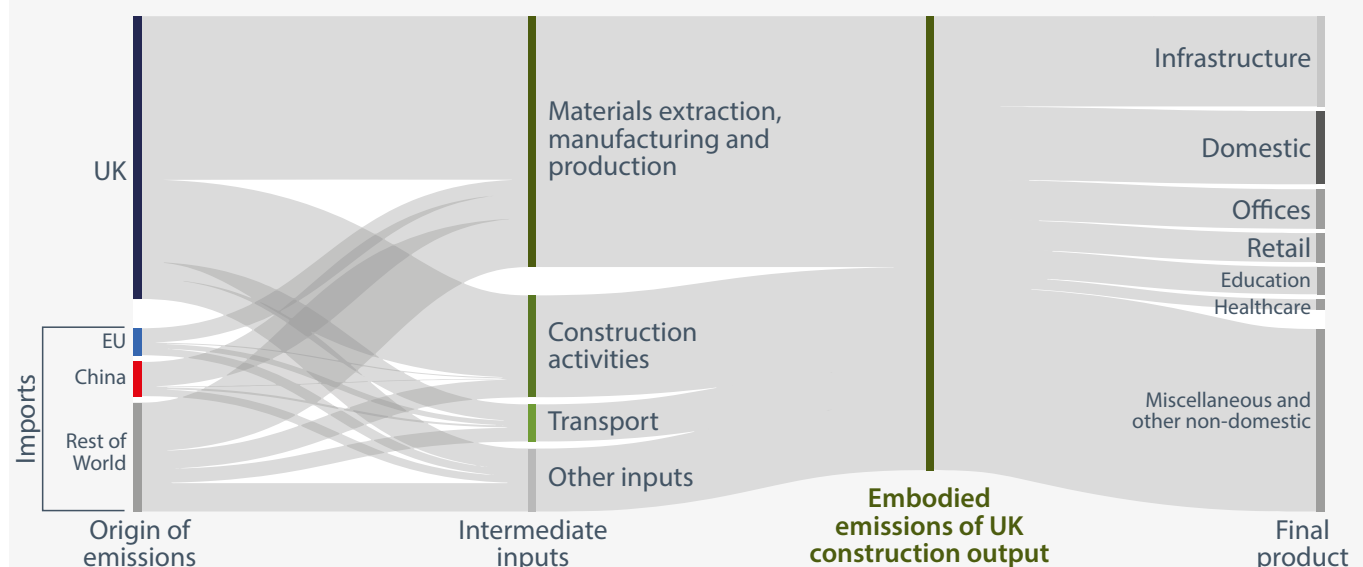 UK
Imports
EU
China
Rest of
World
Origin of
emissions
Materials extraction,
manufacturing and
production
Construction
activities
Transport
Other inputs
Intermediate
inputs
Embodied
emissions of UK
construction output
Infrastructure
Domestic
Offices
Retail
Education
Healthcare
Miscellaneous and
other non-domestic
Final
product